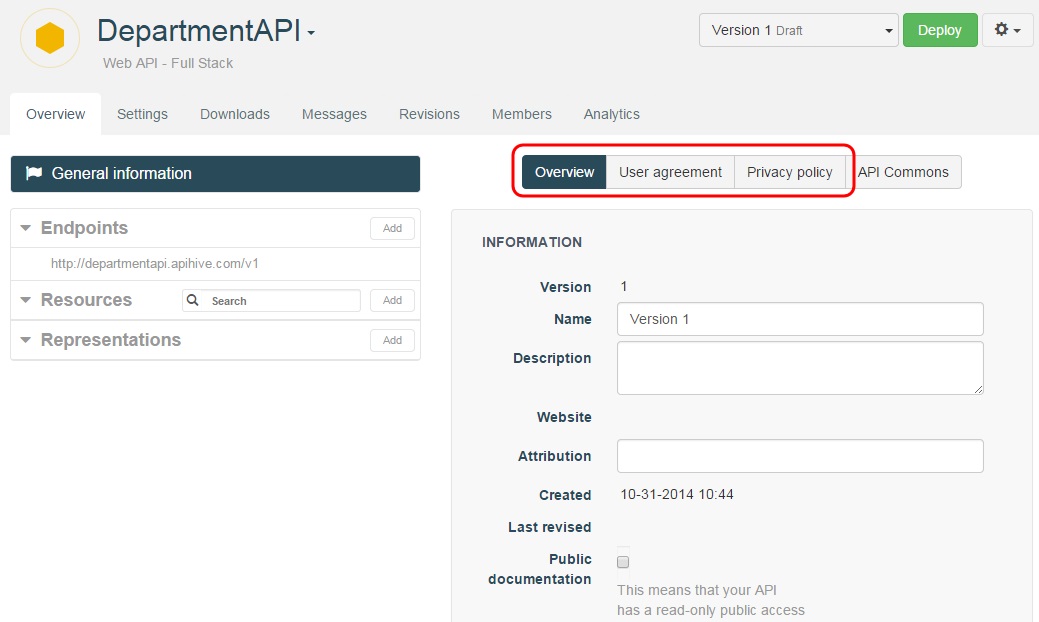 DepartmentAPI
Web API - Full Stack
Version 1 Draft
Deploy
Overview
Settings
Downloads
Messages
Revisions
Members
Analytics
General information
Endpoints
Add
http://departmentapi.apihive.com/v1
Resources
Search
Add
Representations
Add
Overview
User agreement
Privacy policy
API Commons
INFORMATION
Version 1
Name Version 1
Description
Website
Attribution
Created 10-31-2014 10:44
Last revised
Public
documentation
This means that your API
has a read-only public access